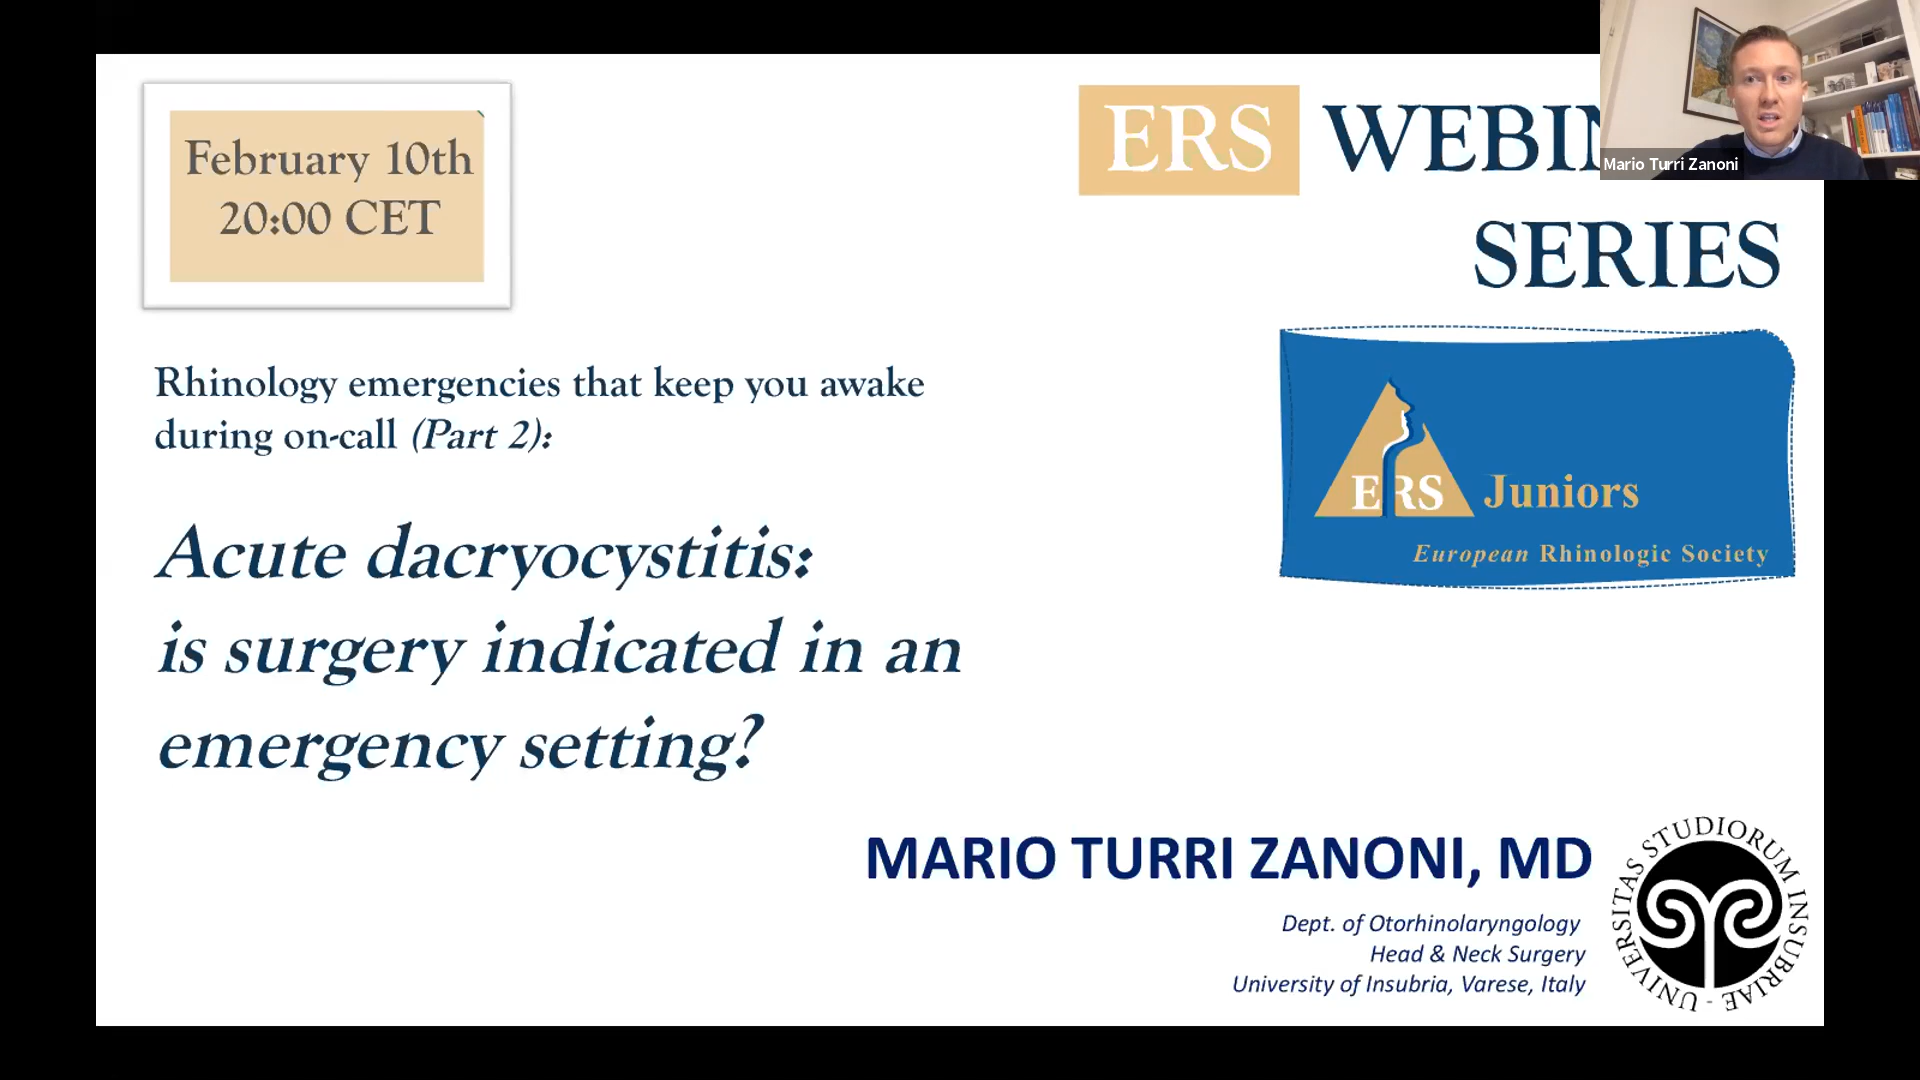 February 10th
20:00 CET
ERS WEBIN
SERIES
Mario Turri Zanoni
Rhinology emergencies that keep you awake
during on-call (Part 2):
ERS Juniors
European Rhinologic Society
Acute dacryocystitis:
is surgery indicated in an
emergency setting?
MARIO TURRI ZANONI, MD
Dept. of Otorhinolaryngology
Head & Neck Surgery
University of Insubria, Varese, Italy
UNIVERSITAS STUDIORUM INSUBRIAE -